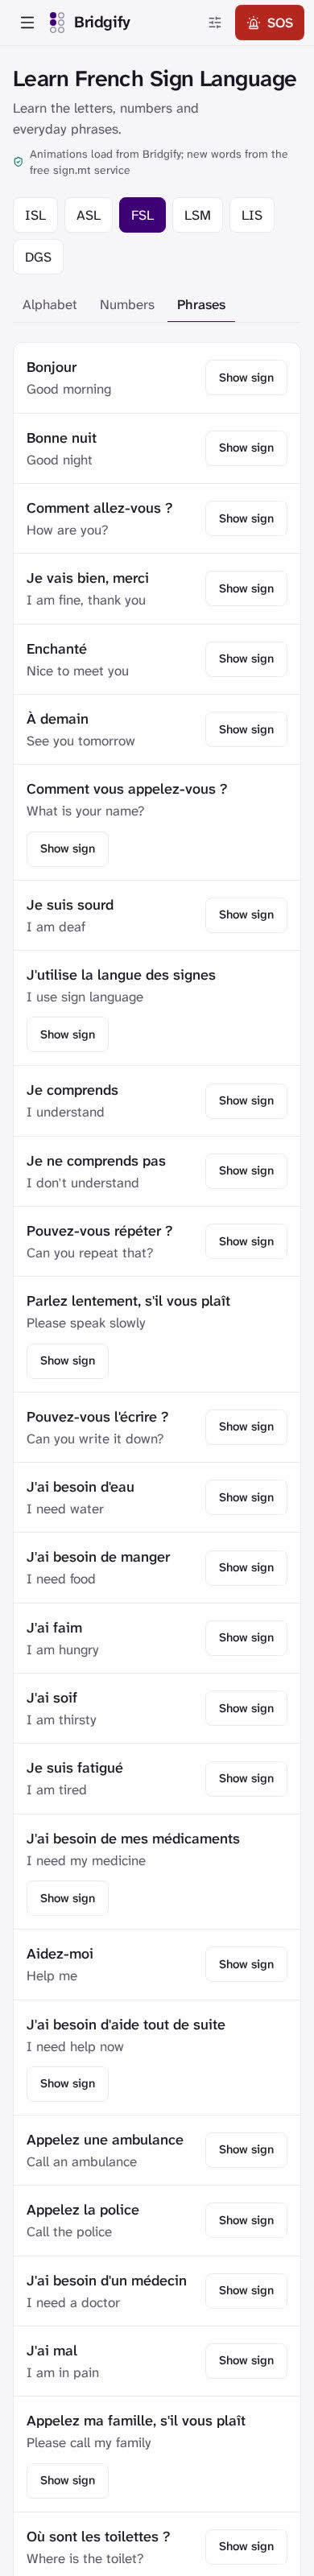 Bridgify
SOS
Learn French Sign Language
Learn the letters, numbers and
everyday phrases.
Animations load from Bridgify; new words from the
free sign.mt service
ISL
ASL
FSL
LSM
LIS
DGS
Alphabet
Numbers
Phrases
Bonjour
Good morning
Show sign
Bonne nuit
Good night
Show sign
Comment allez-vous ?
How are you?
Show sign
Je vais bien, merci
I am fine, thank you
Show sign
Enchanté
Nice to meet you
Show sign
À demain
See you tomorrow
Show sign
Comment vous appelez-vous ?
What is your name?
Show sign
Je suis sourd
I am deaf
Show sign
J'utilise la langue des signes
I use sign language
Show sign
Je comprends
I understand
Show sign
Je ne comprends pas
I don't understand
Show sign
Pouvez-vous répéter ?
Can you repeat that?
Show sign
Parlez lentement, s'il vous plaît
Please speak slowly
Show sign
Pouvez-vous l'écrire ?
Can you write it down?
Show sign
J'ai besoin d'eau
I need water
Show sign
J'ai besoin de manger
I need food
Show sign
J'ai faim
I am hungry
Show sign
J'ai soif
I am thirsty
Show sign
Je suis fatigué
I am tired
Show sign
J'ai besoin de mes médicaments
I need my medicine
Show sign
Aidez-moi
Help me
Show sign
J'ai besoin d'aide tout de suite
I need help now
Show sign
Appelez une ambulance
Call an ambulance
Show sign
Appelez la police
Call the police
Show sign
J'ai besoin d'un médecin
I need a doctor
Show sign
J'ai mal
I am in pain
Show sign
Appelez ma famille, s'il vous plaît
Please call my family
Show sign
Où sont les toilettes ?
Where is the toilet?
Show sign